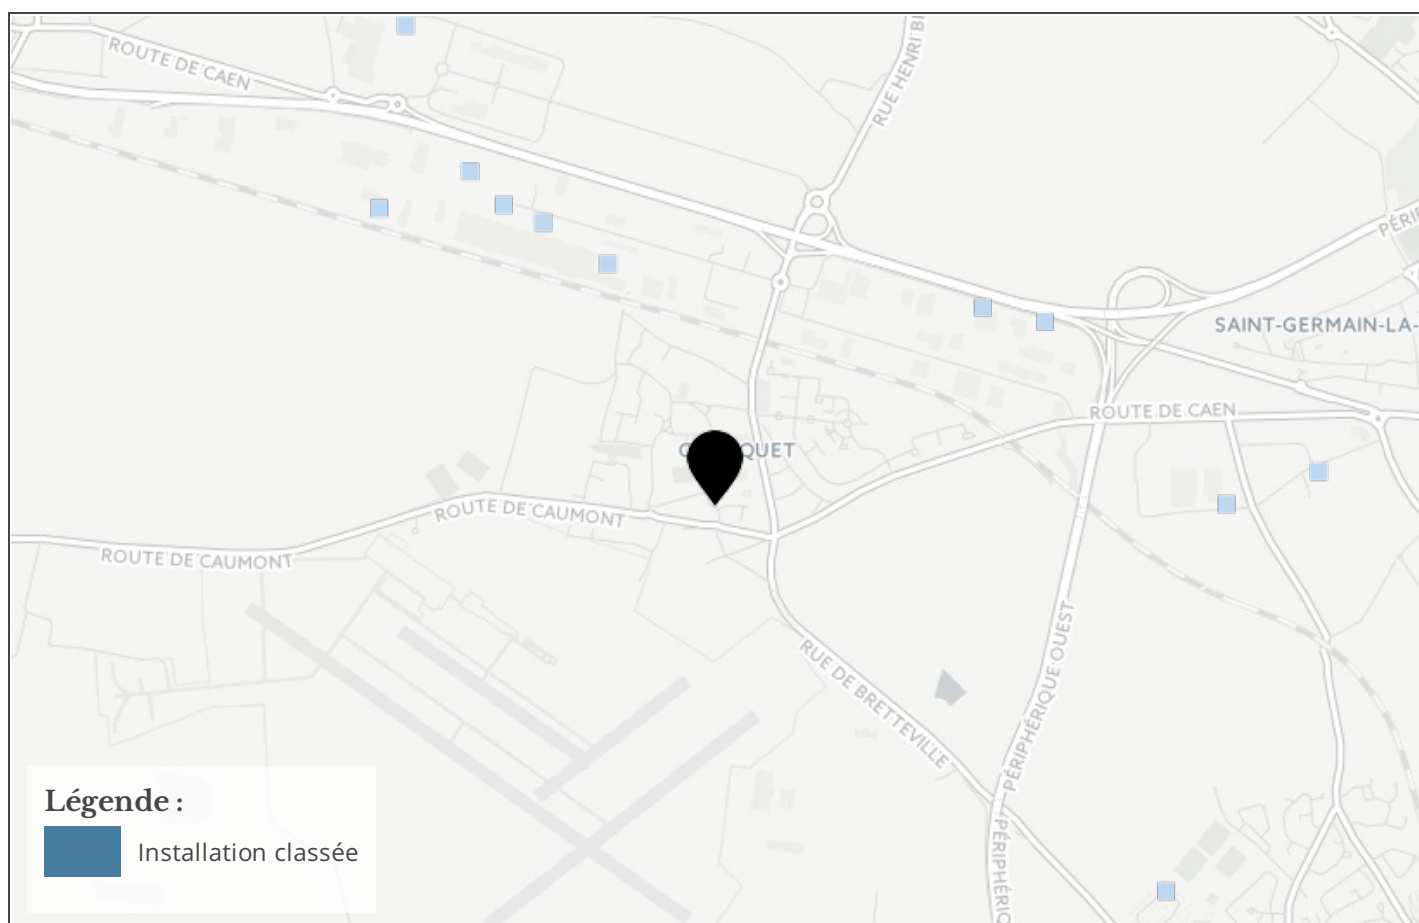 ROUTE DE CAEN
RUE HENRI
PÉRI
SAINT-GERMAIN-LA-
ROUTE DE CAEN
QUET
ROUTE DE CAUMONT
ROUTE DE CAUMONT
PÉRIPHÉRIQUE OUEST
RUE DE BRETTEVILLE
PÉRIPHÉRIQ
Légende :
Installation classée